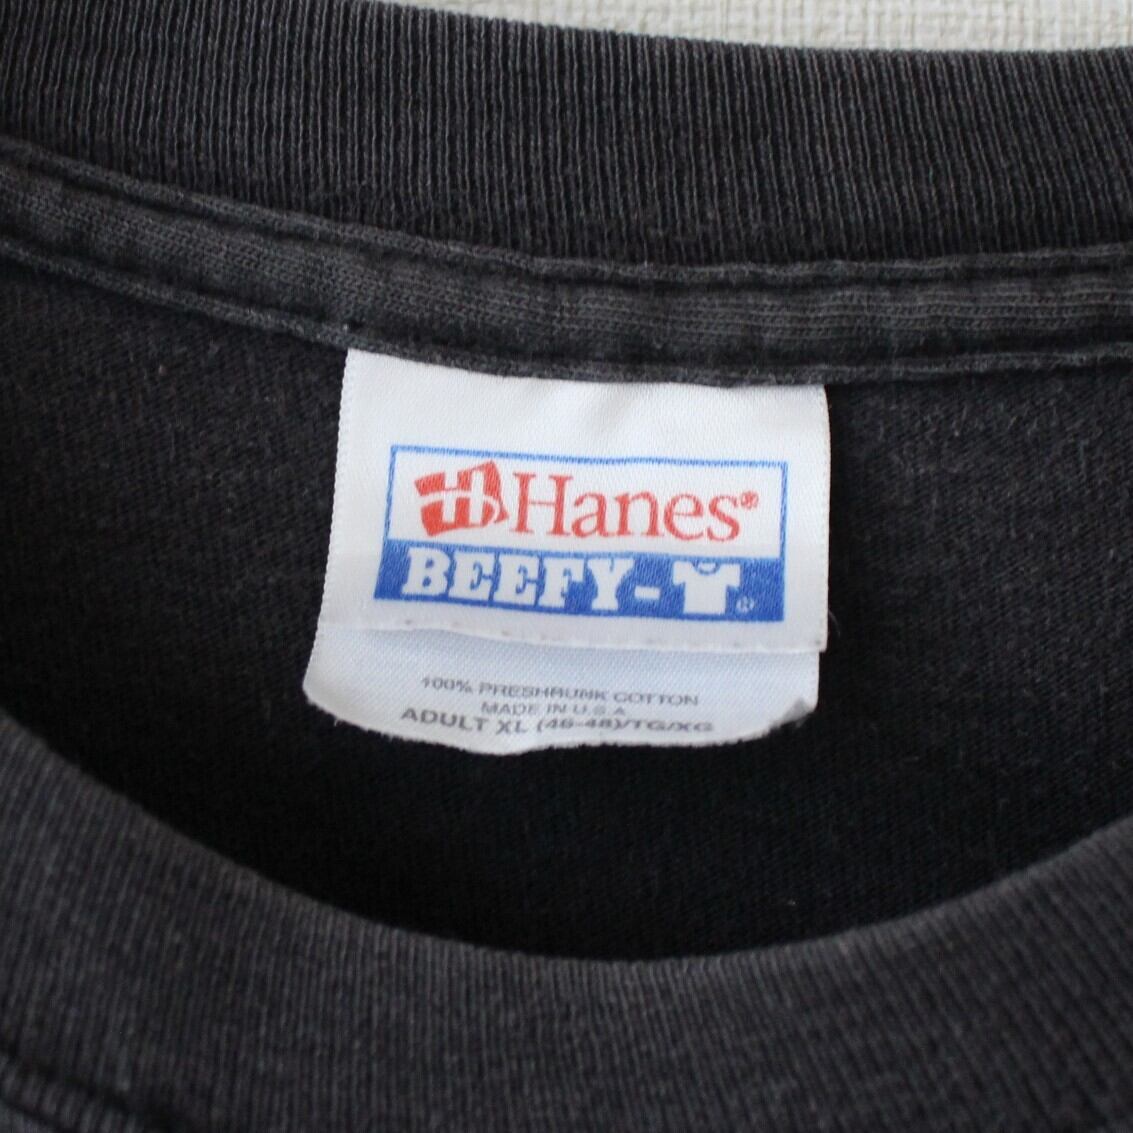 Hanes®
BEEFY-T®
100% PRESHRUNK COTTON
MADE IN U.S.A
ADULT XL (46-48)/TG/XG